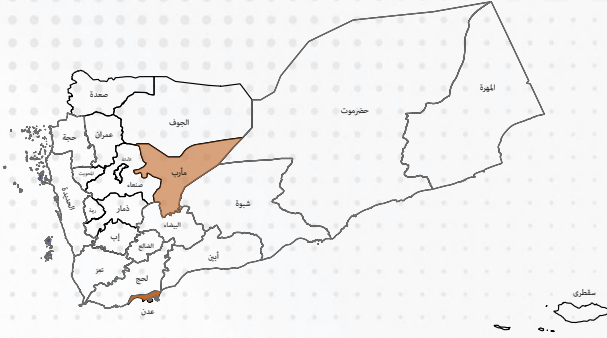 صعدة
المهرة
حضرموت
الجوف
حجة
عمران
مأرب
صنعاء
الحديدة
شبوة
ذمار
ريمة
البيضاء
إب
الضالع
أبين
تعز
لحج
سقطرى
عدن